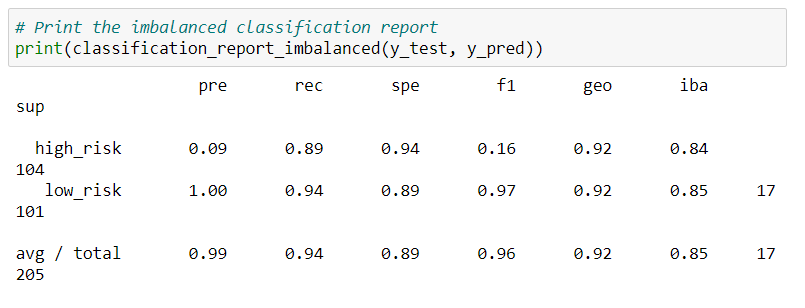 # Print the imbalanced classification report
print(classification_report_imbalanced(y_test, y_pred))
pre rec spe f1 geo iba
sup
high_risk 0.09 0.89 0.94 0.16 0.92 0.84
104
low_risk 1.00 0.94 0.89 0.97 0.92 0.85 17
101
avg / total 0.99 0.94 0.89 0.96 0.92 0.85 17
205